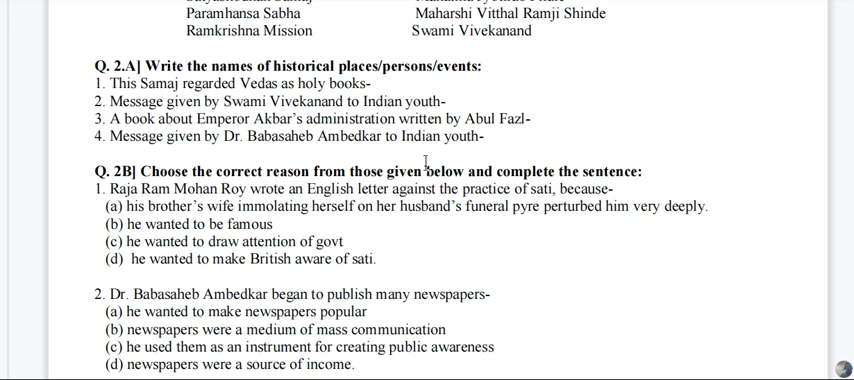 Paramhansa Sabha Maharshi Vitthal Ramji Shinde
Ramkrishna Mission Swami Vivekanand
Q. 2.A] Write the names of historical places/persons/events:
1. This Samaj regarded Vedas as holy books-
2. Message given by Swami Vivekanand to Indian youth-
3. A book about Emperor Akbar's administration written by Abul Fazl-
4. Message given by Dr. Babasaheb Ambedkar to Indian youth-
Q. 2B] Choose the correct reason from those given below and complete the sentence:
1. Raja Ram Mohan Roy wrote an English letter against the practice of sati, because-
(a) his brother's wife immolating herself on her husband's funeral pyre perturbed him very deeply.
(b) he wanted to be famous
(c) he wanted to draw attention of govt
(d) he wanted to make British aware of sati.
2. Dr. Babasaheb Ambedkar began to publish many newspapers-
(a) he wanted to make newspapers popular
(b) newspapers were a medium of mass communication
(c) he used them as an instrument for creating public awareness
(d) newspapers were a source of income.